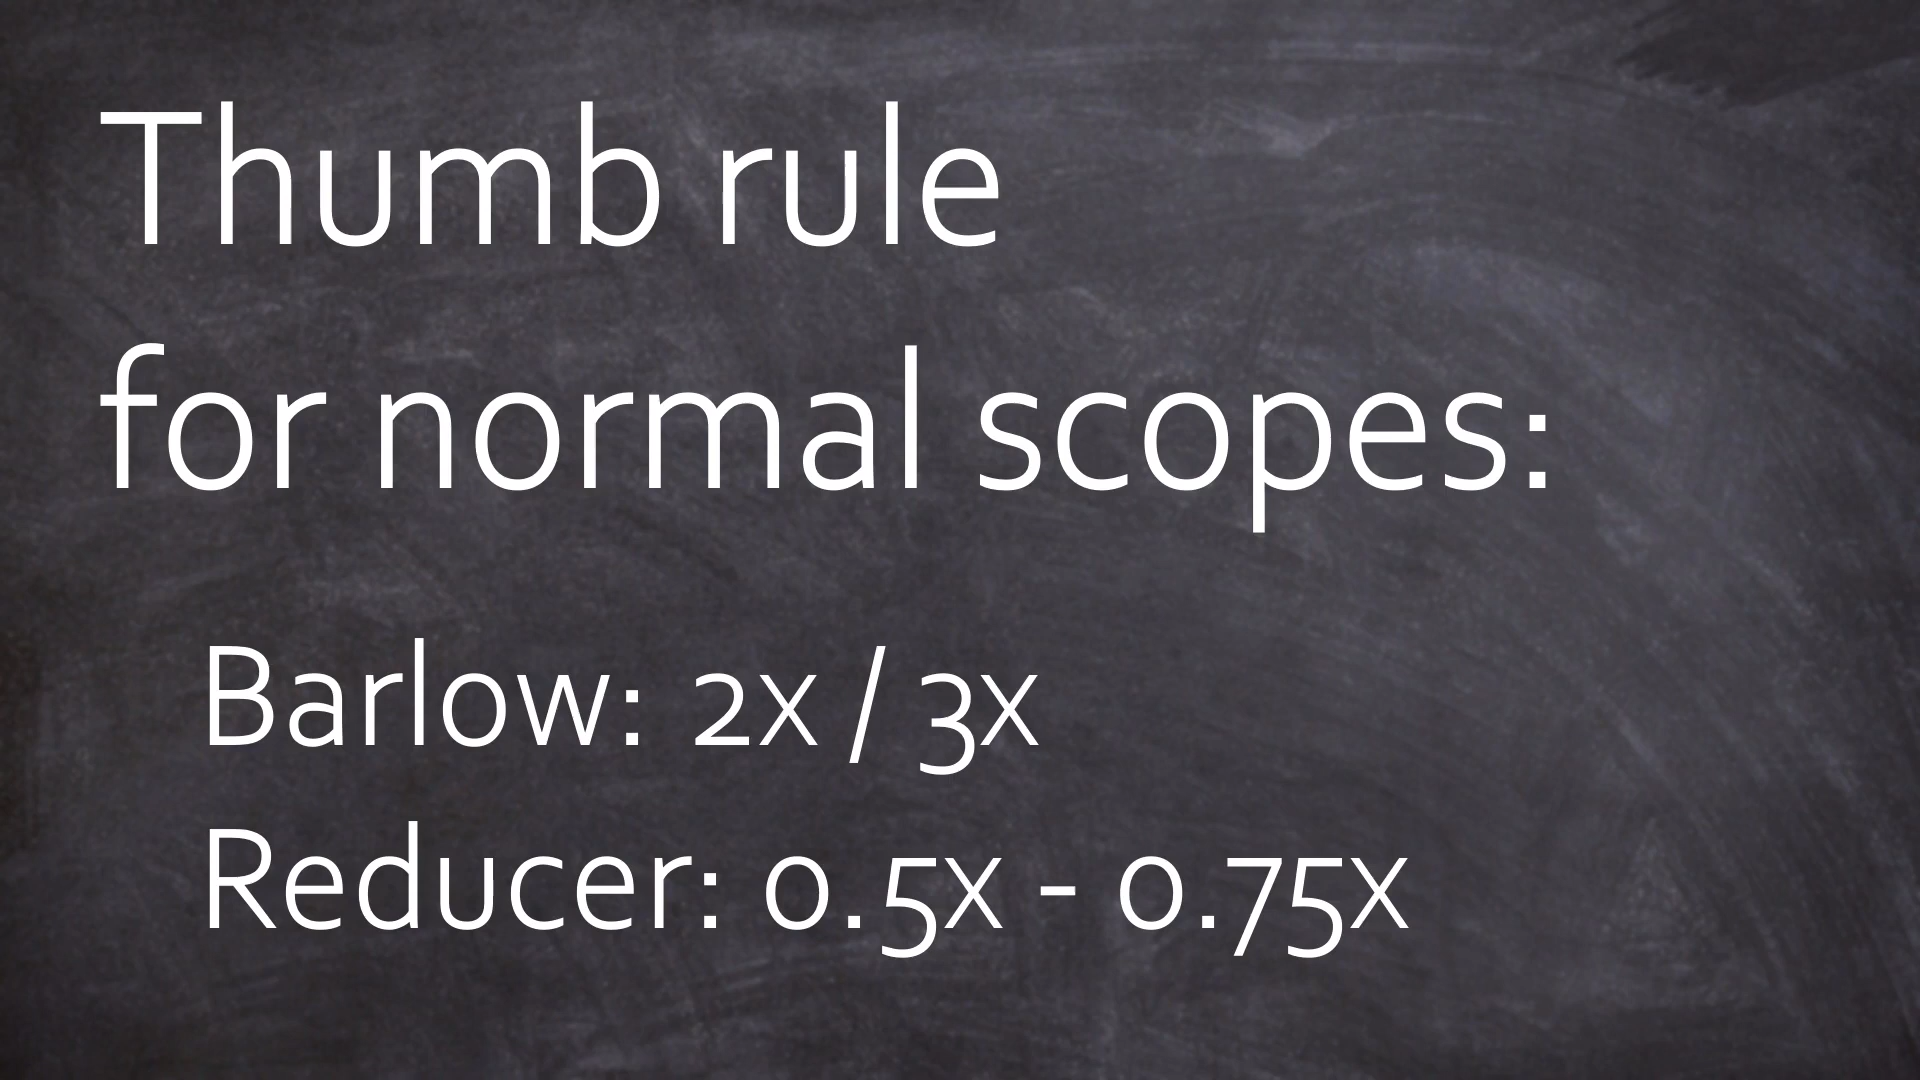 Thumb rule
for normal scopes:
Barlow: 2x / 3x
Reducer: 0.5x - 0.75x